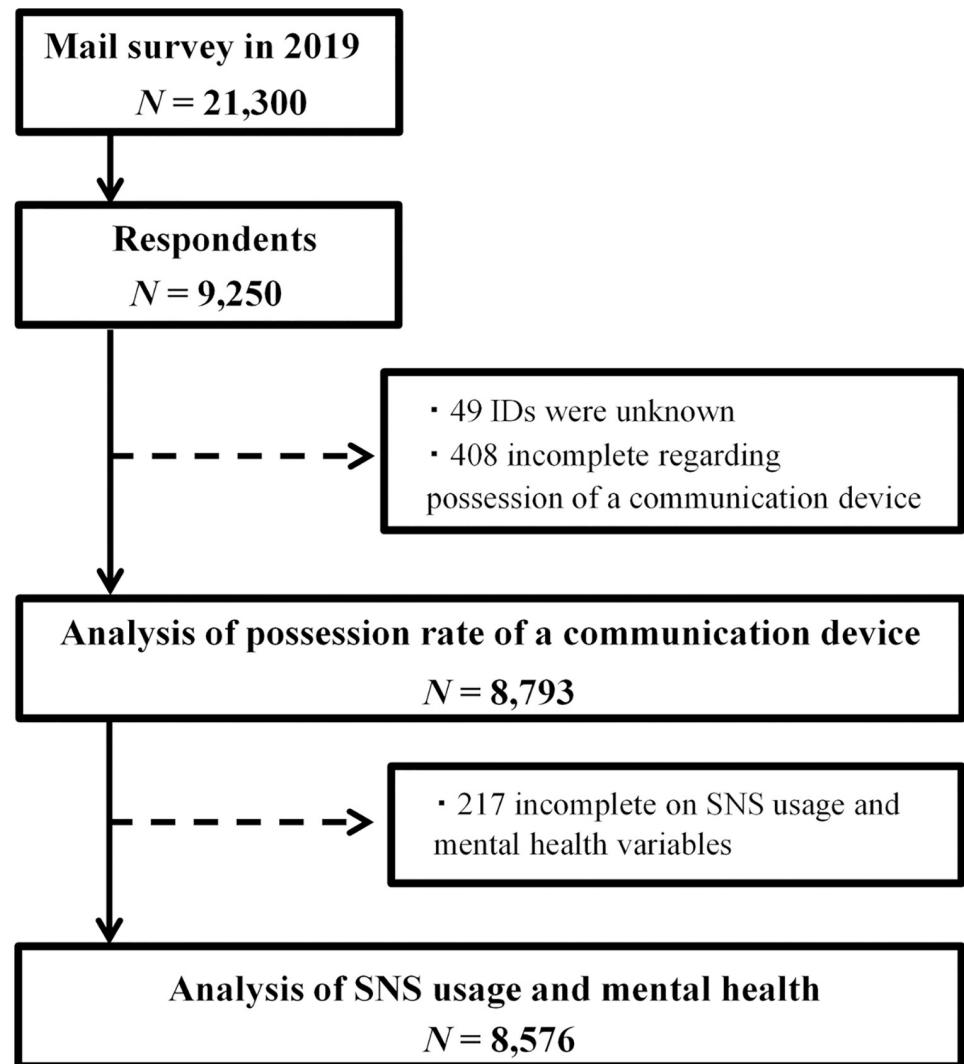 Mail survey in 2019
N = 21,300
Respondents
N = 9,250
・49 IDs were unknown
・408 incomplete regarding
possession of a communication device
Analysis of possession rate of a communication device
N = 8,793
・217 incomplete on SNS usage and
mental health variables
Analysis of SNS usage and mental health
N = 8,576